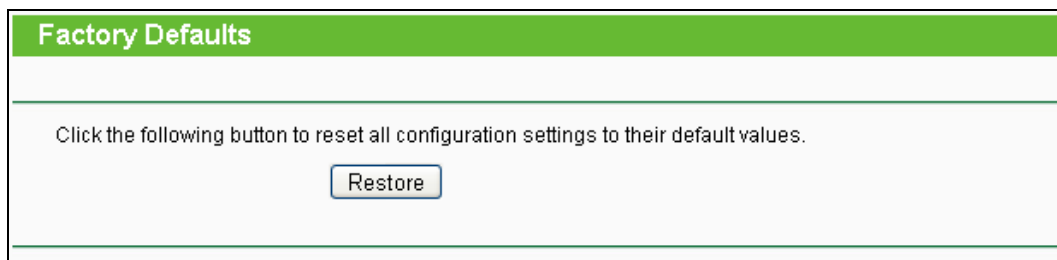 Factory Defaults
Click the following button to reset all configuration settings to their default values.
Restore